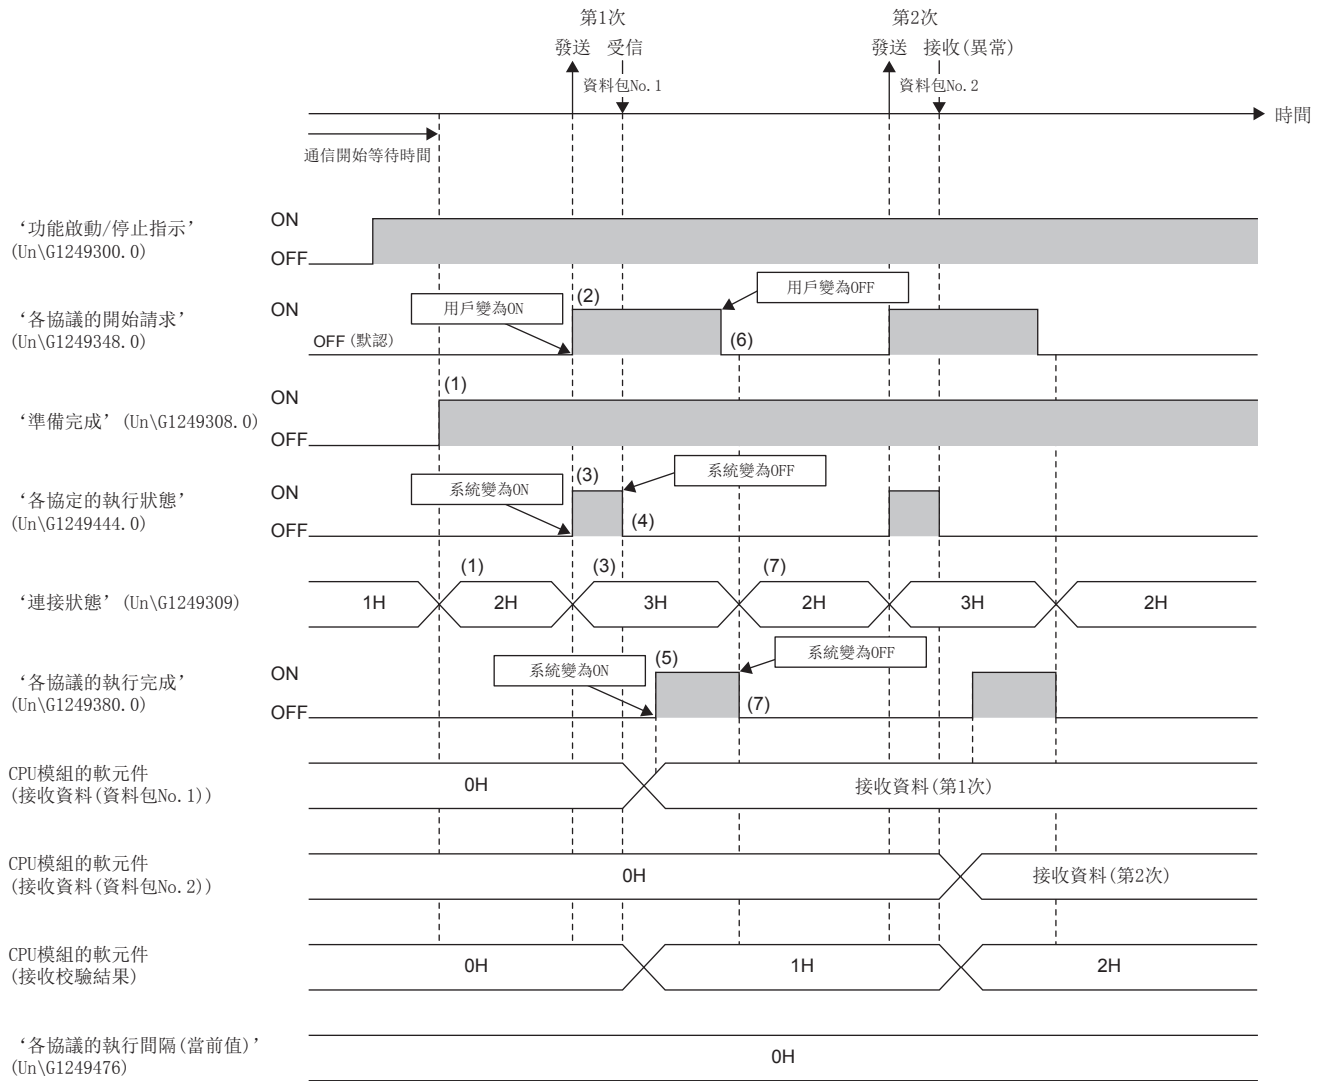 第1次
第2次
發送 受信
發送 接收(異常)
資料包No.1
資料包No.2
時間
通信開始等待時間
‘功能啟動/停止指示’
(Un\G1249300.0)
ON
OFF
‘各協議的開始請求’
(Un\G1249348.0)
ON
OFF(默認)
用戶變為ON
(2)
用戶變為OFF
(6)
‘準備完成’(Un\G1249308.0)
ON
OFF
(1)
‘各協定的執行狀態’
(Un\G1249444.0)
ON
OFF
系統變為ON
(3)
系統變為OFF
(4)
‘連接狀態’(Un\G1249309)
(1)
(3)
(7)
1H
2H
3H
2H
3H
2H
‘各協議的執行完成’
(Un\G1249380.0)
ON
OFF
系統變為ON
(5)
系統變為OFF
(7)
CPU模組的軟元件
(接收資料(資料包No.1))
0H
接收資料(第1次)
CPU模組的軟元件
(接收資料(資料包No.2))
0H
接收資料(第2次)
CPU模組的軟元件
(接收校驗結果)
0H
1H
2H
‘各協議的執行間隔(當前值)’
(Un\G1249476)
0H